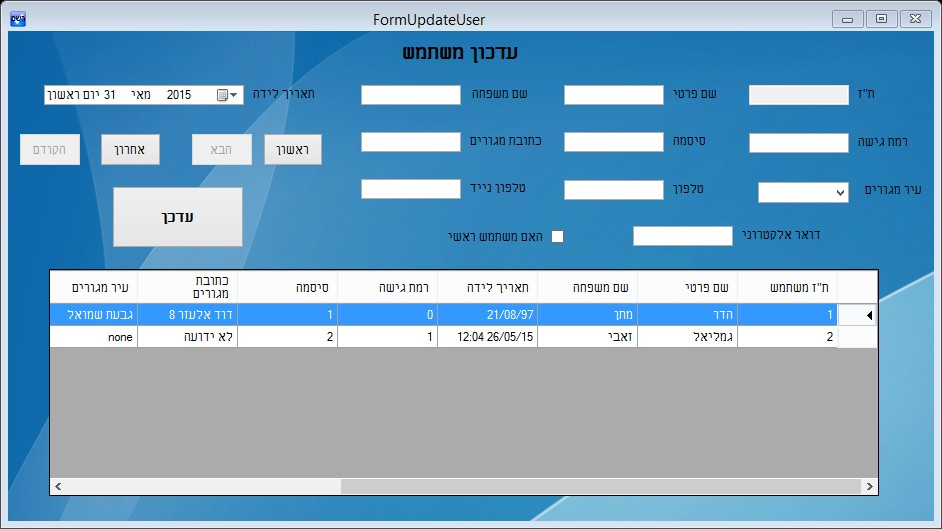 FormUpdateUser
עדכון משתמש
ת"ז
שם פרטי
שם משפחה
תאריך לידה
31 יום ראשון מאי 2015
רמת גישה
סיסמה
כתובת מגורים
ראשון
הבא
אחרון
הקודם
עיר מגורים
טלפון
טלפון נייד
עדכן
דואר אלקטרוני
האם משתמש ראשי
ת"ז משתמש שם פרטי שם משפחה תאריך לידה רמת גישה סיסמה כתובת מגורים עיר מגורים
1 הדר מתן 21/08/97 0 1 דוד אלעזר 8 גבעת שמואל
2 גמליאל זאבי 26/05/15 12:04 1 2 לא ידועה none